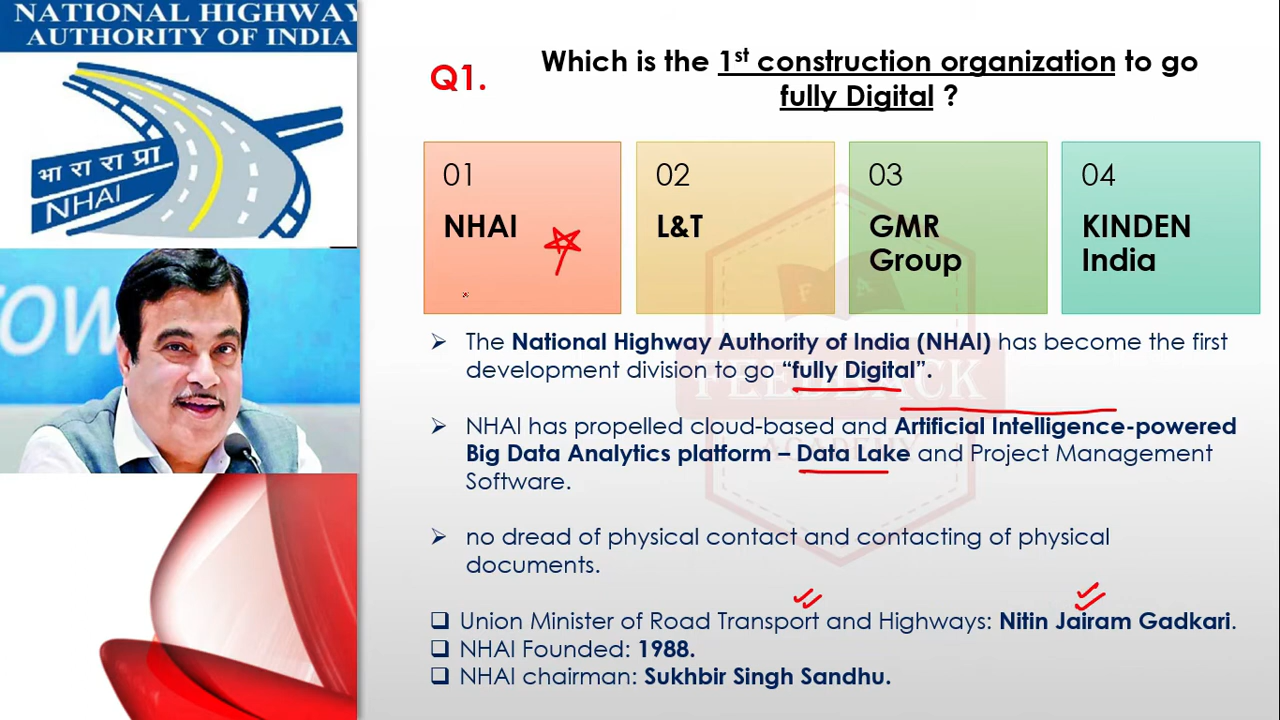 NATIONAL HIGHWAY
AUTHORITY OF INDIA
भा रा रा प्रा
NHAI
TOW
Q1.
Which is the 1st construction organization to go
fully Digital ?
01
NHAI
02
L&T
03
GMR
Group
04
KINDEN
India
F A
FEEDBACK
ACADEMY
➢ The National Highway Authority of India (NHAI) has become the first
development division to go “fully Digital”.
➢ NHAI has propelled cloud-based and Artificial Intelligence-powered
Big Data Analytics platform – Data Lake and Project Management
Software.
➢ no dread of physical contact and contacting of physical
documents.
❑ Union Minister of Road Transport and Highways: Nitin Jairam Gadkari.
❑ NHAI Founded: 1988.
❑ NHAI chairman: Sukhbir Singh Sandhu.